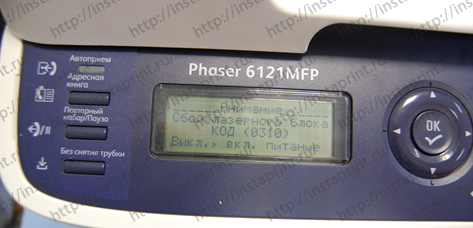 http://instaprint.ru
Автоприем
Адресная
книга
Повторный
набор/Пауза
Без снятия трубки
Phaser 6121MFP
Внимание
Сбой лазерного блока
КОД (0310)
Выкл., вкл. питание
OK